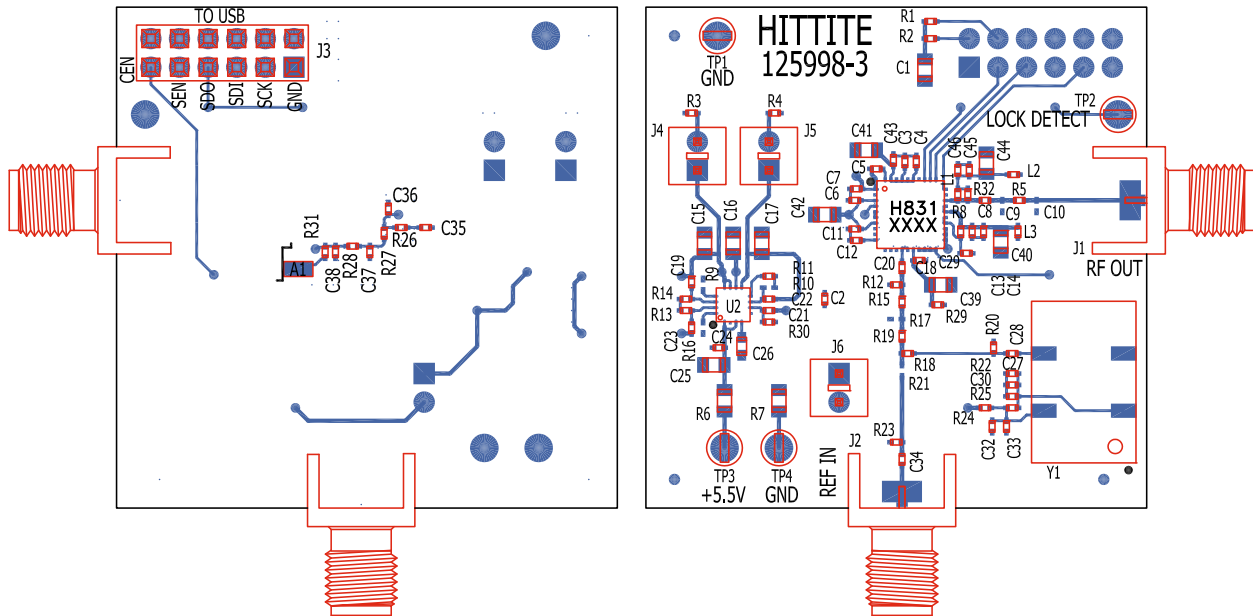 TO USB
J3
CEN
SEN
SDO
SDI
SCK
GND
C36
R31
R26
C35
A1
C38
R28
C37
R27
TP1
GND
HITTITE
125998-3
R1
R2
C1
TP2
LOCK DETECT
R3
R4
J4
J5
C41
C43
C3
C4
C5
C7
C6
C42
C11
C12
L1
C46
C45
C44
L2
R32
R5
H831
XXXX
R8
C8
C9
C10
L3
C40
J1
RF OUT
C15
C16
C17
C19
R9
R11
R10
R14
R13
U2
C22
C21
R30
C2
C23
R16
C24
C26
C25
C20
C18
C29
C13
C14
R12
R15
C39
R29
R17
R19
R20
C28
R18
C27
R22
C30
R21
R25
R24
C32
C33
J6
R6
R7
TP3
+5.5V
TP4
GND
REF IN
J2
R23
C34
Y1